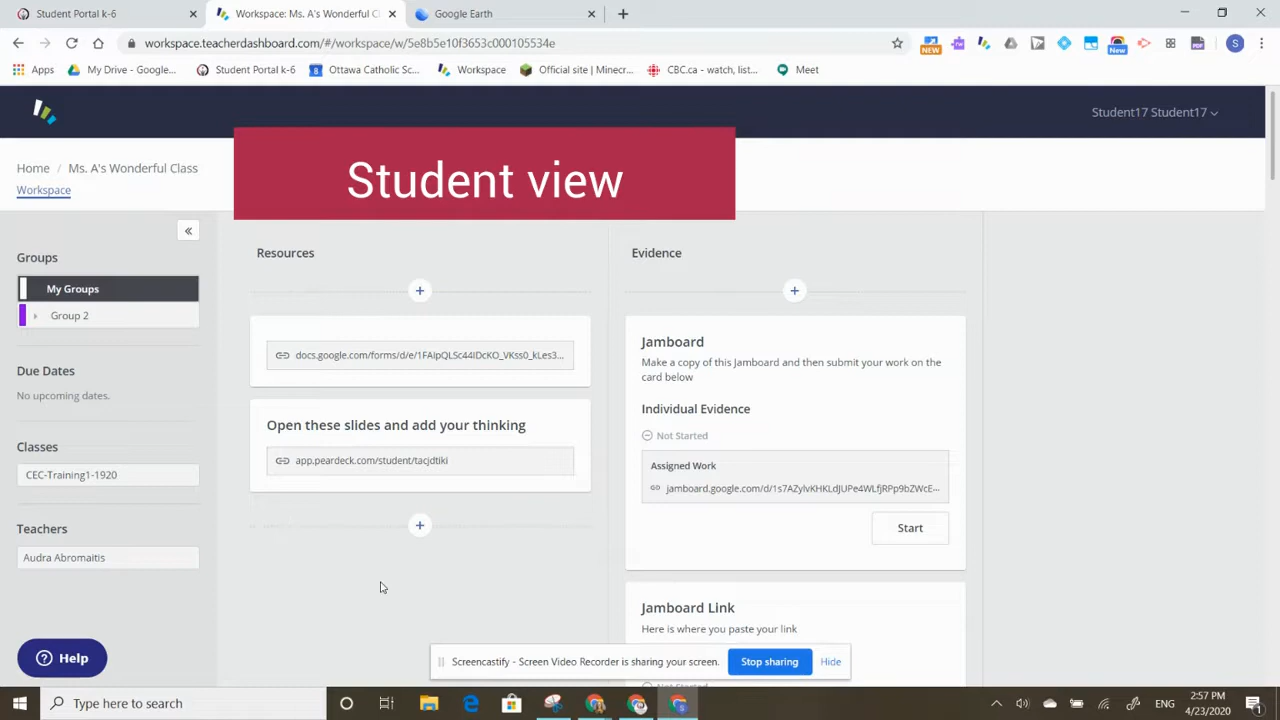 Student Portal k-6
Workspace: Ms. A's Wonderful C
Google Earth
workspace.teacherdashboard.com/#/workspace/w/5e8b5e10f3653c000105534e
NEW
New
PDF
S
Apps
My Drive - Google...
Student Portal k-6
8
Ottawa Catholic Sc...
Workspace
Official site | Minecr...
CBC.ca - watch, list...
Meet
Student17 Student17
Student view
Home / Ms. A's Wonderful Class
Workspace
Groups
My Groups
Group 2
Due Dates
No upcoming dates.
Classes
CEC-Training1-1920
Teachers
Audra Abromaitis
Help
Resources
docs.google.com/forms/d/e/1FAIpQLSc44IDcKO_VKss0_kLes3...
Open these slides and add your thinking
app.peardeck.com/student/tacjdtiki
Evidence
Jamboard
Make a copy of this Jamboard and then submit your work on the
card below
Individual Evidence
Not Started
Assigned Work
jamboard.google.com/d/1s7AZylvKHKLdJUPe4WLfjRPp9bZWcE...
Start
Jamboard Link
Here is where you paste your link
Screencastify - Screen Video Recorder is sharing your screen.
Stop sharing
Hide
Not Started
Type here to search
ENG
2:57 PM
4/23/2020
1